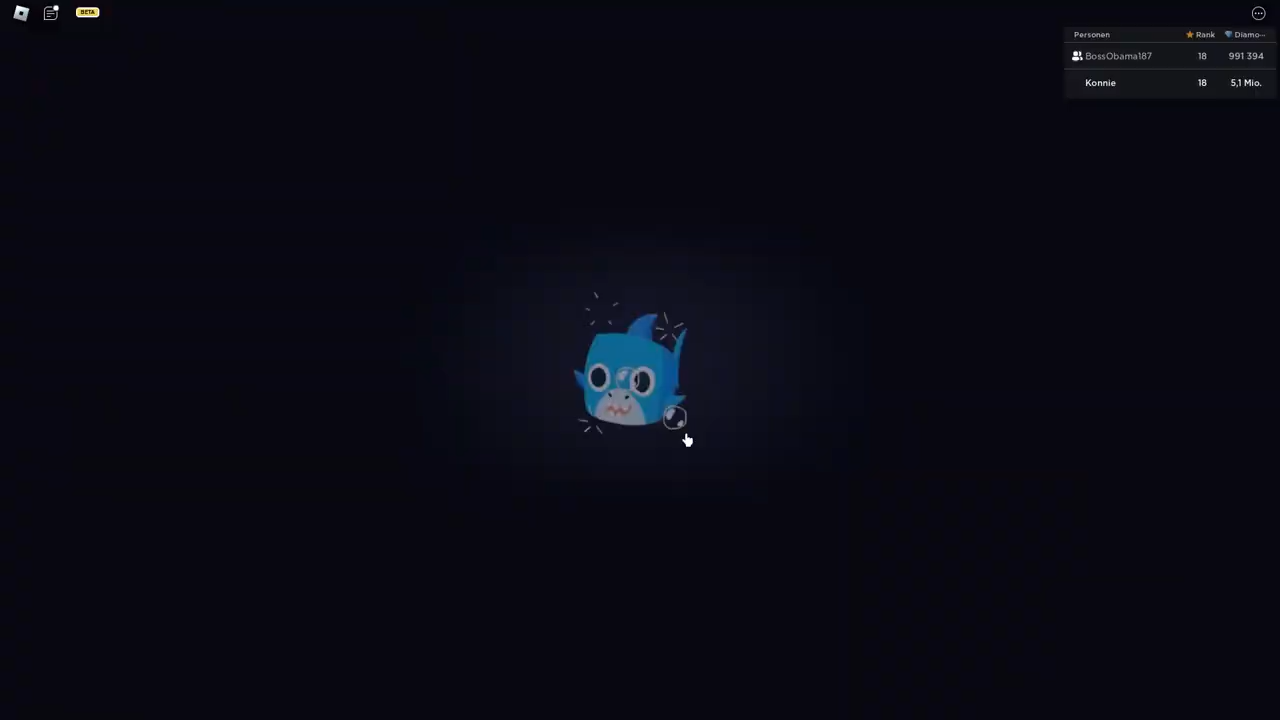 BETA
Personen Rank Diamo···
BossObama187 18 991 394
Konnie 18 5,1 Mio.